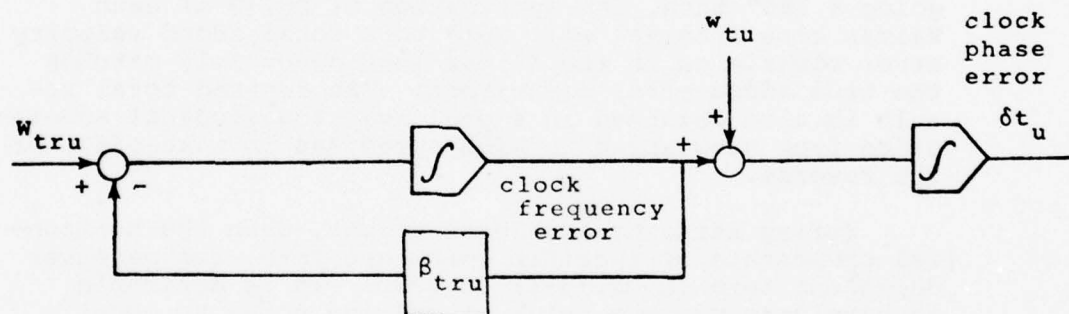 w_tu
clock
phase
error
δt_u
W_tru
+
-
∫
+
+
∫
clock
frequency
error
β_tru